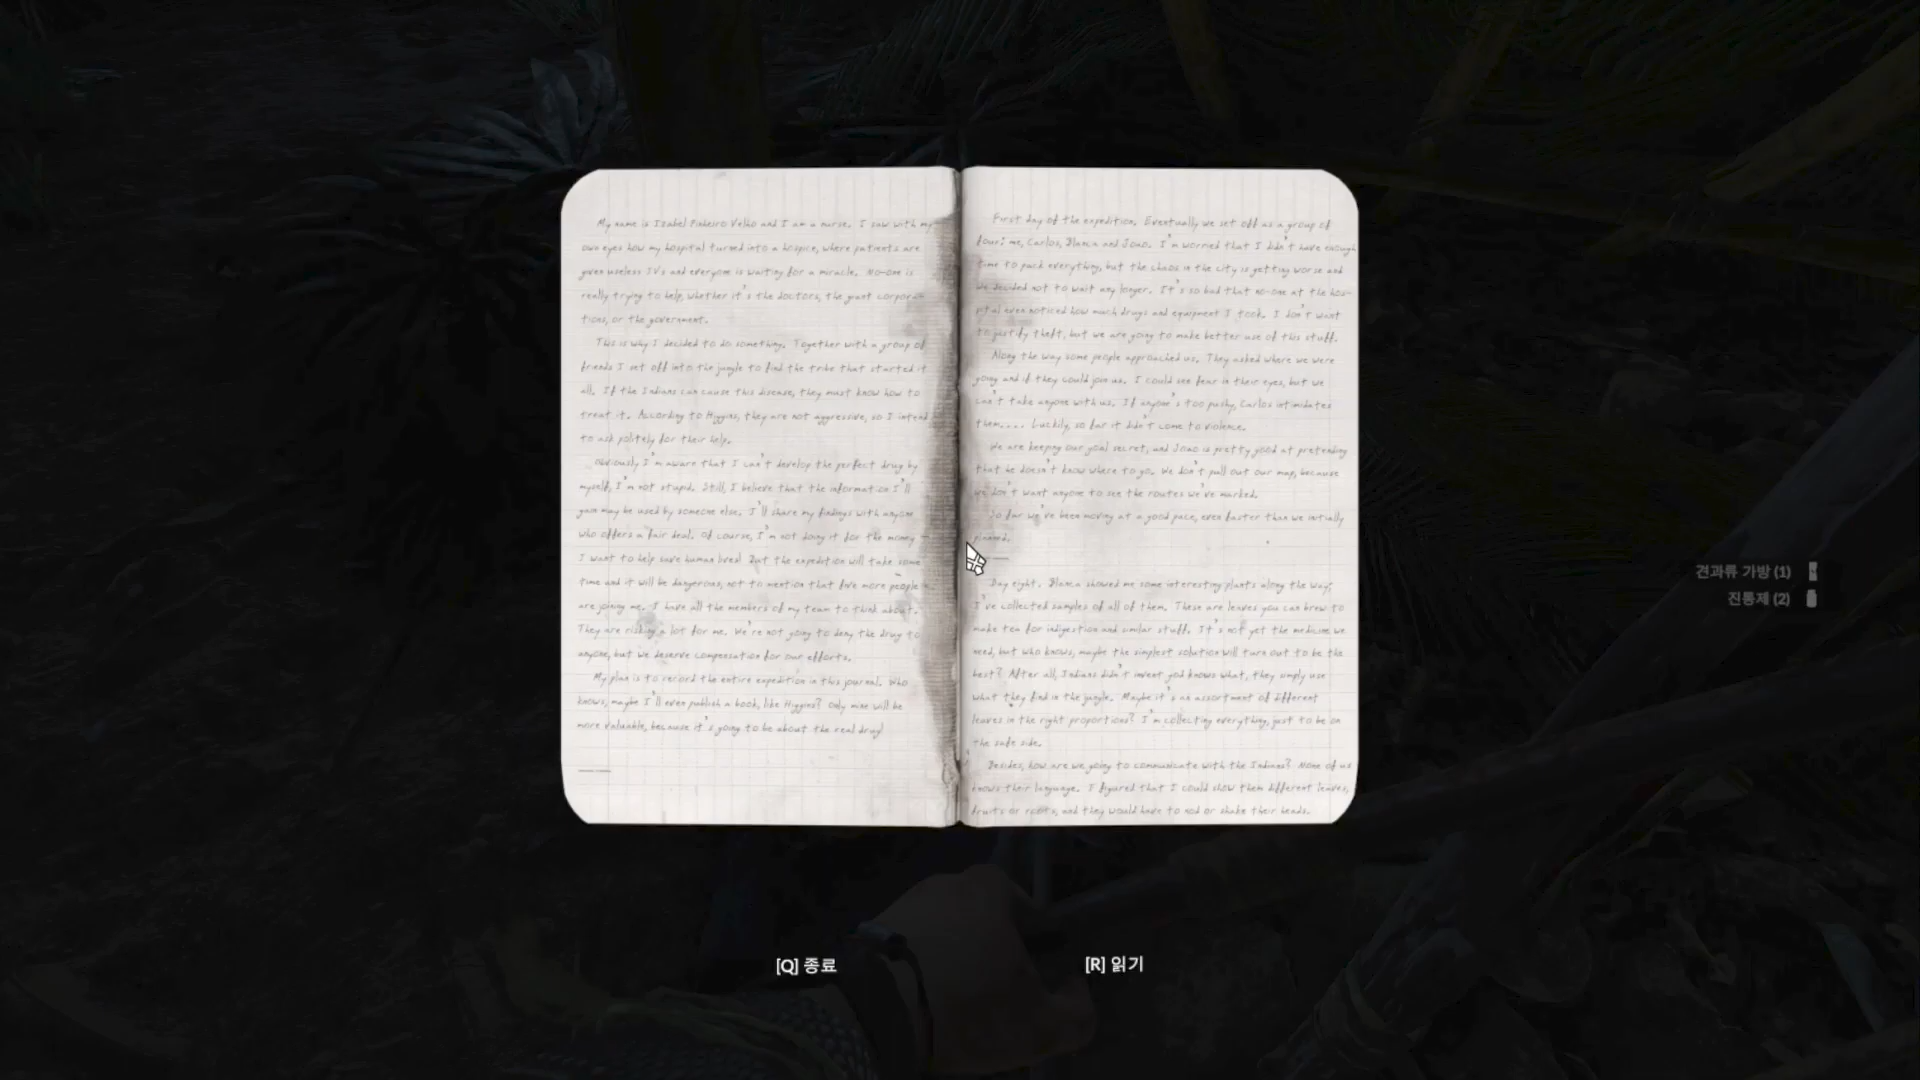 My name is Izabel Pinheiro Velho and I am a nurse. I saw with my
own eyes how my hospital turned into a hospice, where patients are
given useless IVs and everyone is waiting for a miracle. No-one is
really trying to help, whether it's the doctors, the giant corpor-
tions, or the government.
This is why I decided to do something. Together with a group of
friends I set off into the jungle to find the tribe that started it
all. If the Indians can cause this disease, they must know how to
treat it. According to Higgins, they are not aggressive, so I intend
to ask politely for their help.
Obviously I'm aware that I can't develop the perfect drug by
myself, I'm not stupid. Still, I believe that the information I'll
gain may be used by someone else. I'll share my findings with anyone
who offers a fair deal. Of course, I'm not doing it for the money -
I want to help save human lives! But the expedition will take some
time and it will be dangerous, not to mention that five more people
are joining me. I have all the members of my team to think about.
They are risking a lot for me. We're not going to deny the drug to
anyone, but we deserve compensation for our efforts.
My plan is to record the entire expedition in this journal. Who
knows, maybe I'll even publish a book, like Higgins? Only mine will be
more valuable, because it's going to be about the real drug!
First day of the expedition. Eventually we set off as a group of
four: me, Carlos, Blanca and Joao. I'm worried that I didn't have enough
time to pack everything, but the chaos in the city is getting worse and
we decided not to wait any longer. It's so bad that no-one at the hos-
pital even noticed how much drugs and equipment I took. I don't want
to justify theft, but we are going to make better use of this stuff.
Along the way some people approached us. They asked where we were
going and if they could join us. I could see fear in their eyes, but we
can't take anyone with us. If anyone's too pushy, Carlos intimidates
them.... Luckily, so far it didn't come to violence.
We are keeping our goal secret, and Joao is pretty good at pretending
that he doesn't know where to go. We don't pull out our map, because
we don't want anyone to see the routes we've marked.
So far we've been moving at a good pace, even faster than we initially
planned.
Day eight. Blanca showed me some interesting plants along the way;
I've collected samples of all of them. These are leaves you can brew to
make tea for indigestion and similar stuff. It's not yet the medicine we
need, but who knows, maybe the simplest solution will turn out to be the
best? After all, Indians didn't invent god knows what, they simply use
what they find in the jungle. Maybe it's an assortment of different
leaves in the right proportions? I'm collecting everything, just to be on
the safe side.
Besides, how are we going to communicate with the Indians? None of us
knows their language. I figured that I could show them different leaves,
fruits or roots, and they would have to nod or shake their heads.
견과류 가방 (1)
진통제 (2)
[Q] 종료
[R] 읽기